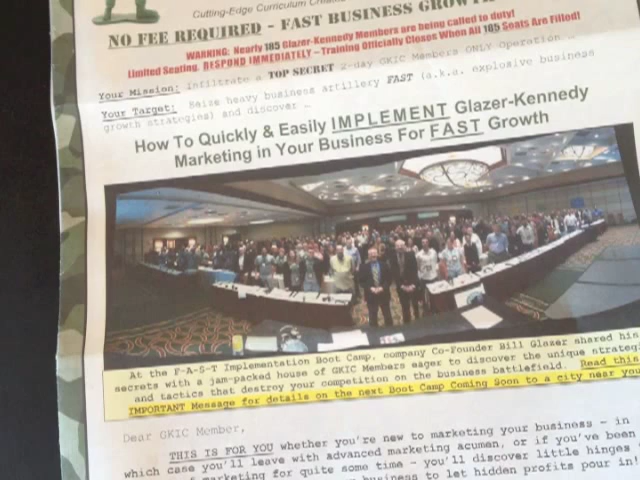 Cutting-Edge Curriculum
NO FEE REQUIRED - FAST BUSINESS GROWTH
WARNING: Nearly 185 Glazer-Kennedy Members are being called to duty!
Limited Seating. RESPOND IMMEDIATELY – Training Officially Closes When All 185 Seats Are Filled!
Your Mission: Infiltrate a TOP SECRET 2-day GKIC Members ONLY Operation …
Your Target: Seize heavy business artillery FAST (a.k.a. explosive business
growth strategies) and discover …
How To Quickly & Easily IMPLEMENT Glazer-Kennedy
Marketing in Your Business For FAST Growth
At the F-A-S-T Implementation Boot Camp, company Co-Founder Bill Glazer shared his
secrets with a jam-packed house of GKIC Members eager to discover the unique strategi
and tactics that destroy your competition on the business battlefield. Read this
IMPORTANT Message for details on the next Boot Camp Coming Soon to a city near you
Dear GKIC Member,
THIS IS FOR YOU whether you're new to marketing your business – in
which case you'll leave with advanced marketing acumen, or if you've been
marketing for quite some time – you'll discover little hinges
business to let hidden profits pour in!